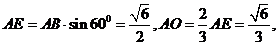 AE = AB · sin 60⁰ = √6/2 , AO = 2/3 AE = √6/3 ,